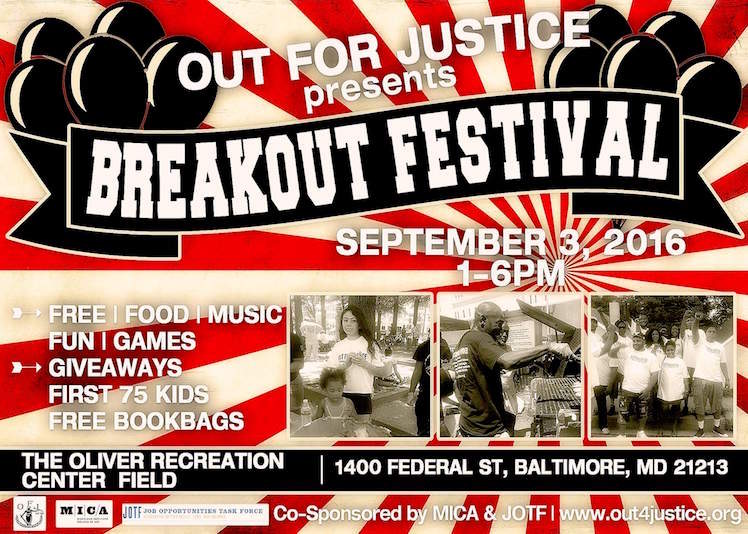 OUT FOR JUSTICE
presents
BREAKOUT FESTIVAL
SEPTEMBER 3, 2016
1-6PM
FREE | FOOD | MUSIC
FUN | GAMES
GIVEAWAYS
FIRST 75 KIDS
FREE BOOKBAGS
THE OLIVER RECREATION
CENTER FIELD
1400 FEDERAL ST, BALTIMORE, MD 21213
OFJ
MICA
JOTF JOB OPPORTUNITIES TASK FORCE
Co-Sponsored by MICA & JOTF | www.out4justice.org